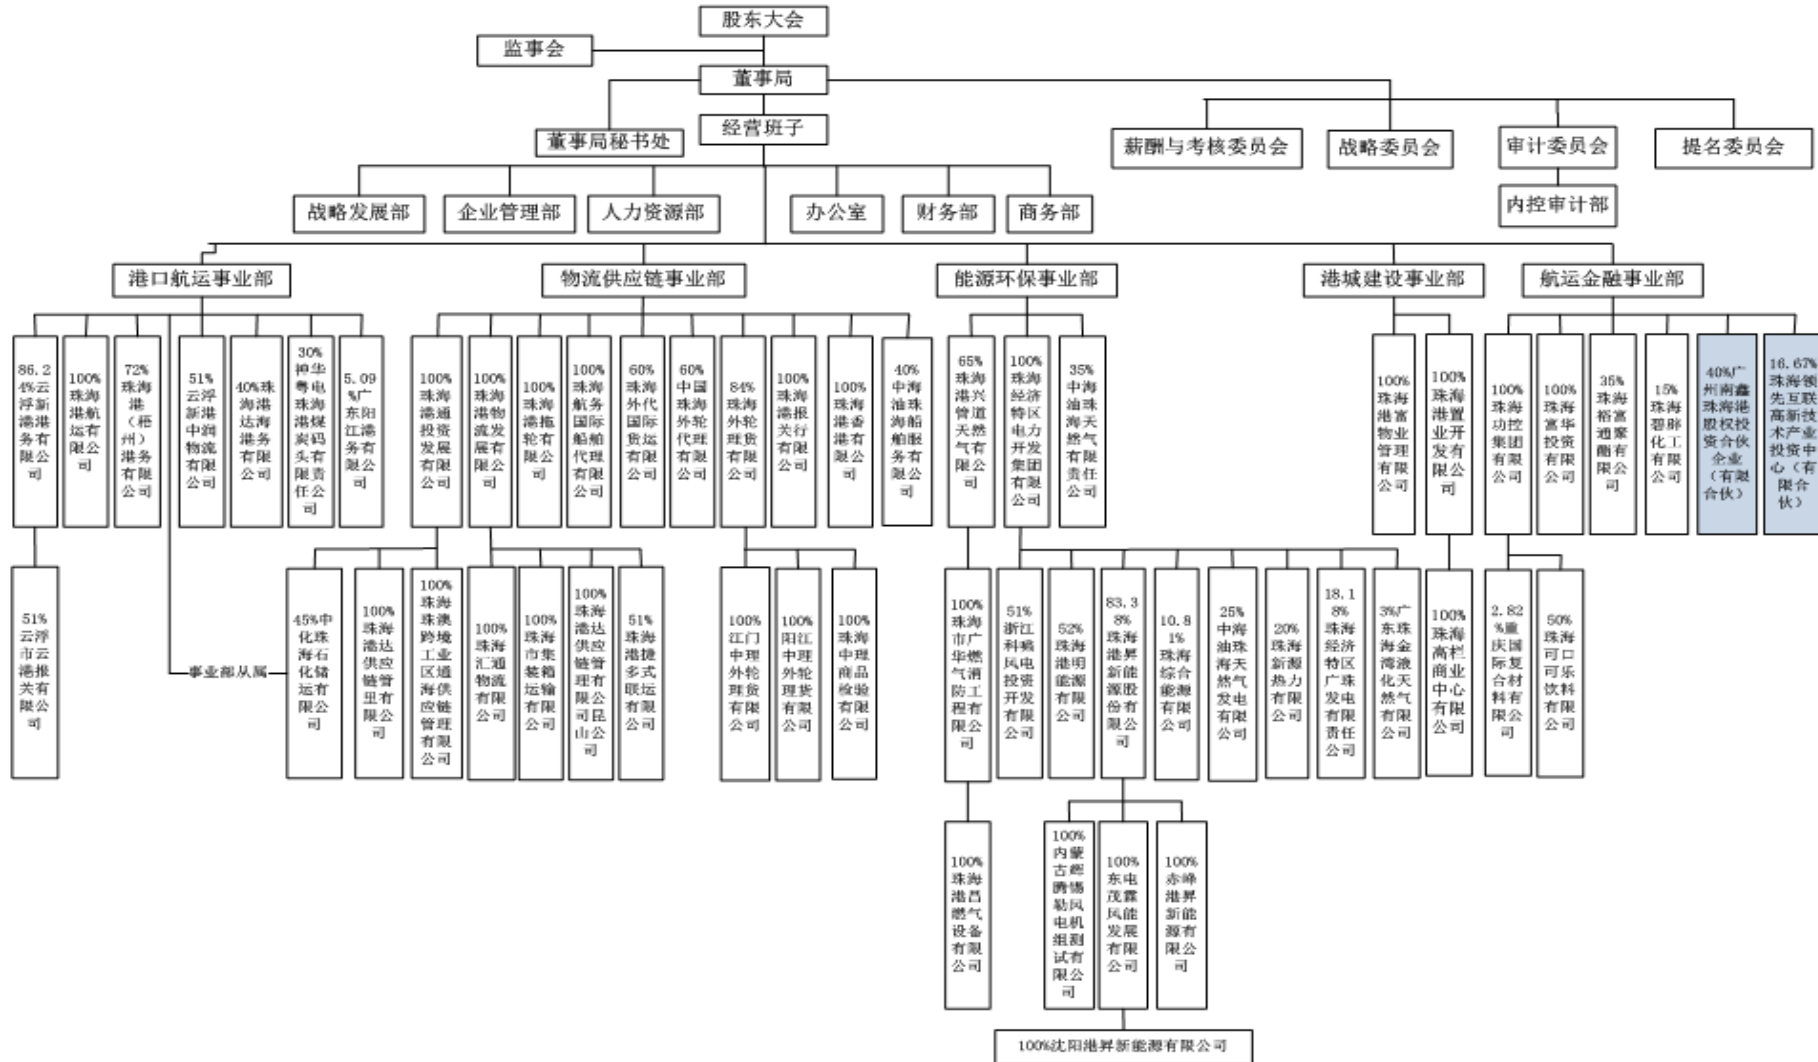 股东大会
监事会
董事局
董事局秘书处
经营班子
薪酬与考核委员会
战略委员会
审计委员会
提名委员会
内控审计部
战略发展部
企业管理部
人力资源部
办公室
财务部
商务部
港口航运事业部
物流供应链事业部
能源环保事业部
港城建设事业部
航运金融事业部
86.24%云浮新港港务有限公司
100%珠海港航运有限公司
72%珠海港（梧州）港务有限公司
51%云浮新港中润物流有限公司
40%珠海港达海港务有限公司
30%神华粤电珠海港煤炭码头有限责任公司
5.09%广东阳江港务有限公司
100%珠海港通投资发展有限公司
100%珠海港物流发展有限公司
100%珠海港拖轮有限公司
100%珠海航务国际船舶代理有限公司
60%珠海外代国际货运有限公司
60%中国珠海外轮代理有限公司
84%珠海外轮理货有限公司
100%珠海港报关行有限公司
100%珠海港香港有限公司
40%中海油珠海船舶服务有限公司
65%珠海港兴管道天然气有限公司
100%珠海经济特区电力开发集团有限公司
35%中海油珠海天然气有限责任公司
100%珠海港富物业管理有限公司
100%珠海港置业开发有限公司
100%珠海功控集团有限公司
100%珠海富华投资有限公司
35%珠海裕富通聚酯有限公司
15%珠海碧辟化工有限公司
40%广州南鑫珠海港股权投资合伙企业（有限合伙）
16.67%珠海领先互联高新技术产业投资中心（有限合伙）
51%云浮市云港报关有限公司
事业部从属
45%中化珠海石化储运有限公司
100%珠海港达供应链管理有限公司
100%珠海珠澳跨境工业区通海供应链管理有限公司
100%珠海汇通物流有限公司
100%珠海市集装箱运输有限公司
100%珠海港达供应链管理有限公司昆山公司
51%珠海港捷多式联运有限公司
100%江门中理外轮理货有限公司
100%阳江中理外轮理货有限公司
100%珠海中理商品检验有限公司
100%珠海市广华燃气消防工程有限公司
51%浙江科啸风电投资开发有限公司
52%珠海港明能源有限公司
83.38%珠海港昇新能源股份有限公司
10.81%珠海综合能源有限公司
25%中海油珠海天然气发电有限公司
20%珠海新源热力有限公司
18.18%珠海经济特区广珠发电有限责任公司
3%广东珠海金湾液化天然气有限公司
100%珠海高栏商业中心有限公司
2.82%重庆国际复合材料有限公司
50%珠海可口可乐饮料有限公司
100%珠海港昌燃气设备有限公司
100%内蒙古辉腾锡勒风电机组测试有限公司
100%东电茂霖风能发展有限公司
100%赤峰港昇新能源有限公司
100%沈阳港昇新能源有限公司